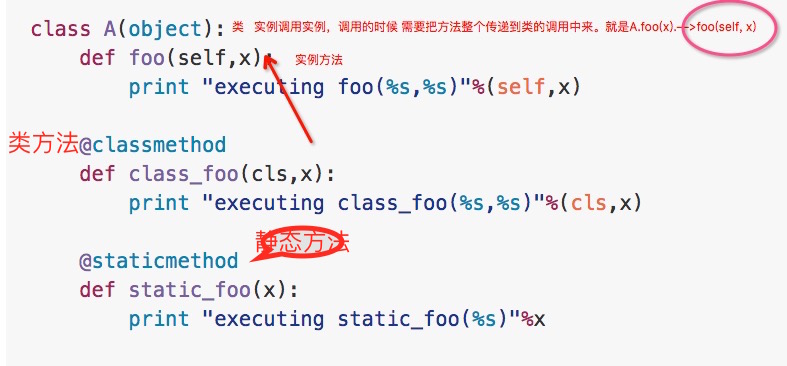 class A(object): 类 实例调用实例，调用的时候 需要把方法整个传递到类的调用中来。就是A.foo(x).-->foo(self, x)
def foo(self,x): 实例方法
print "executing foo(%s,%s)"%(self,x)
类方法@classmethod
def class_foo(cls,x):
print "executing class_foo(%s,%s)"%(cls,x)
静态方法
@staticmethod
def static_foo(x):
print "executing static_foo(%s)"%x